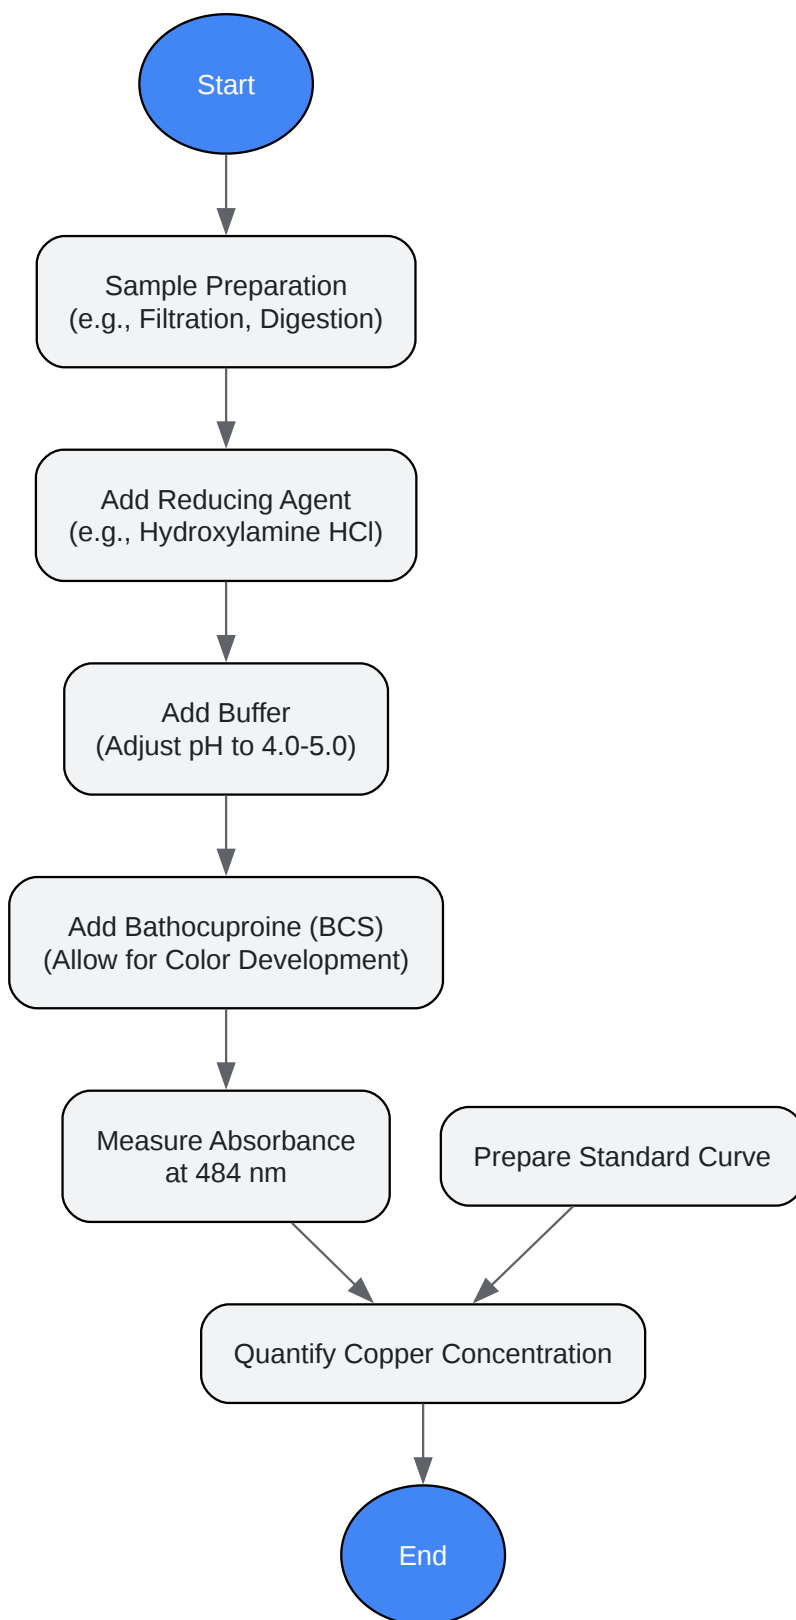 Start
Sample Preparation
(e.g., Filtration, Digestion)
Add Reducing Agent
(e.g., Hydroxylamine HCl)
Add Buffer
(Adjust pH to 4.0-5.0)
Add Bathocuproine (BCS)
(Allow for Color Development)
Measure Absorbance
at 484 nm
Prepare Standard Curve
Quantify Copper Concentration
End